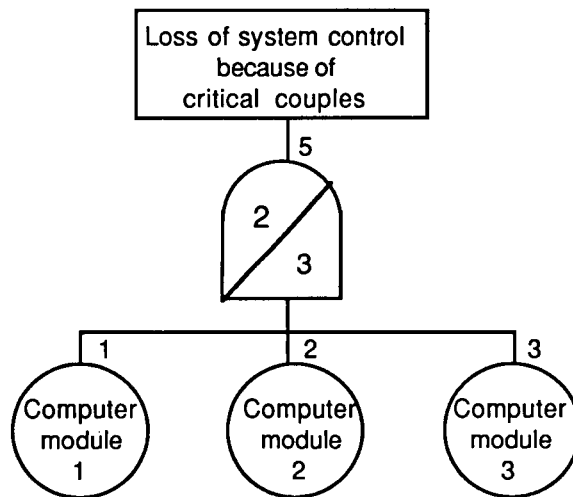 Loss of system control
because of
critical couples
5
2
3
1 2 3
Computer Computer Computer
module module module
1 2 3